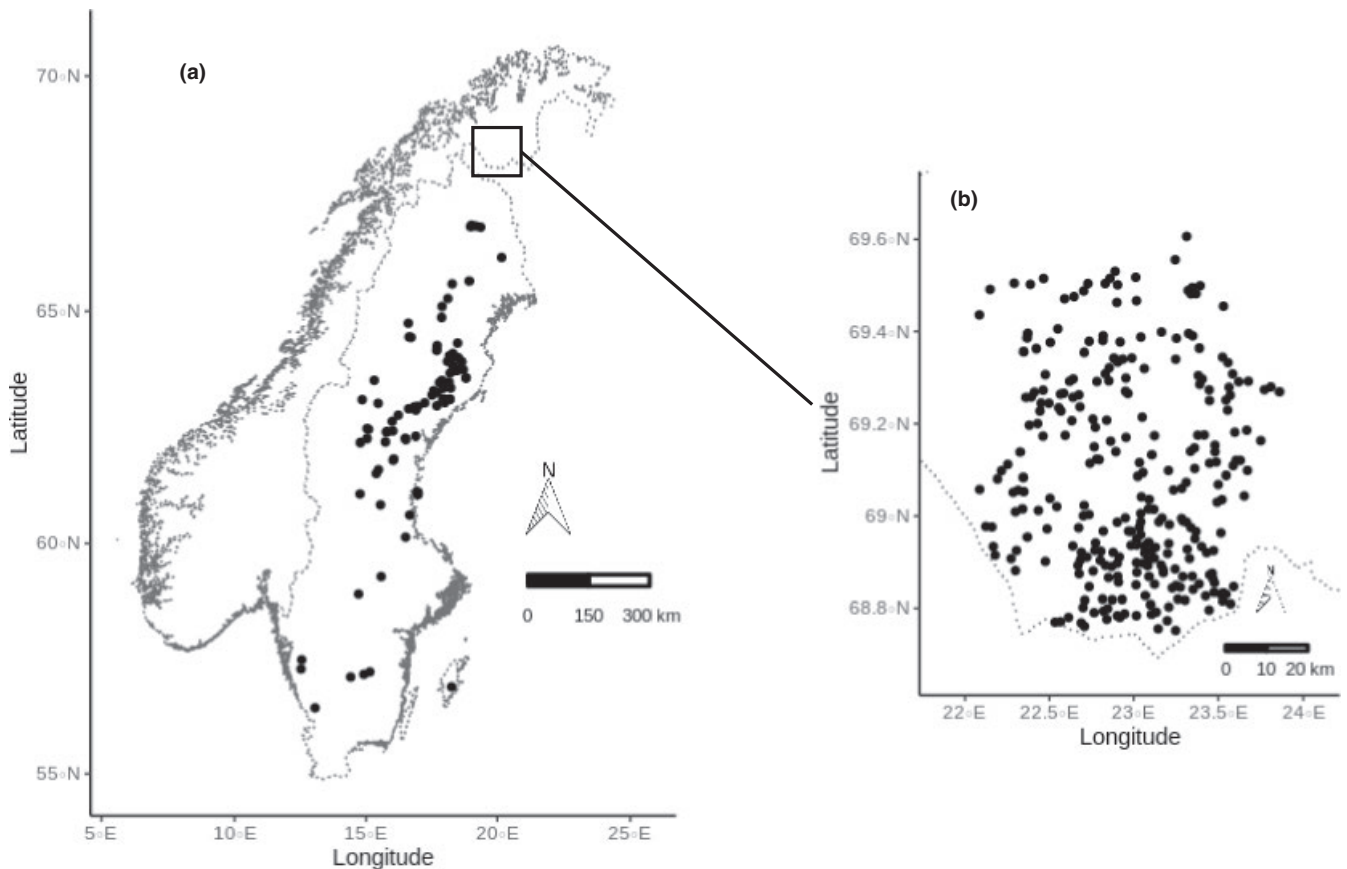 (a)
70◦N
65◦N
60◦N
55◦N
Latitude
5◦E
10◦E
15◦E
20◦E
25◦E
Longitude
N
0 150 300 km
(b)
69.6◦N
69.4◦N
69.2◦N
69◦N
68.8◦N
Latitude
22◦E
22.5◦E
23◦E
23.5◦E
24◦E
Longitude
N
0 10 20 km